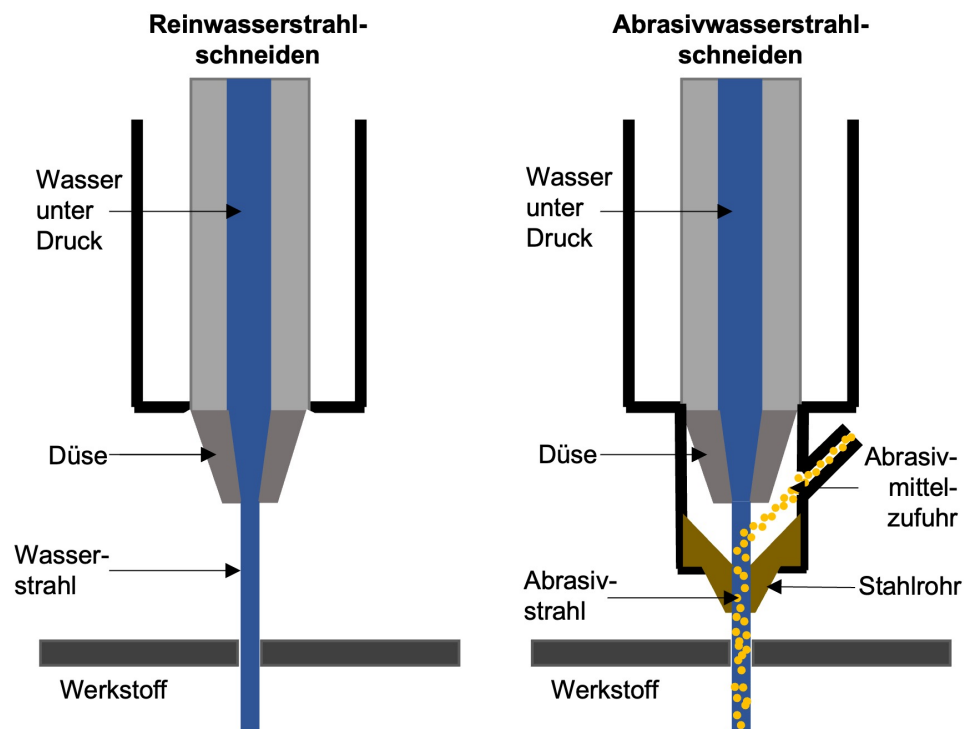 Reinwasserstrahl-
schneiden
Wasser
unter
Druck
Düse
Wasser-
strahl
Werkstoff
Abrasivwasserstrahl-
schneiden
Wasser
unter
Druck
Düse
Abrasiv-
mittel-
zufuhr
Abrasiv-
strahl
Stahlrohr
Werkstoff